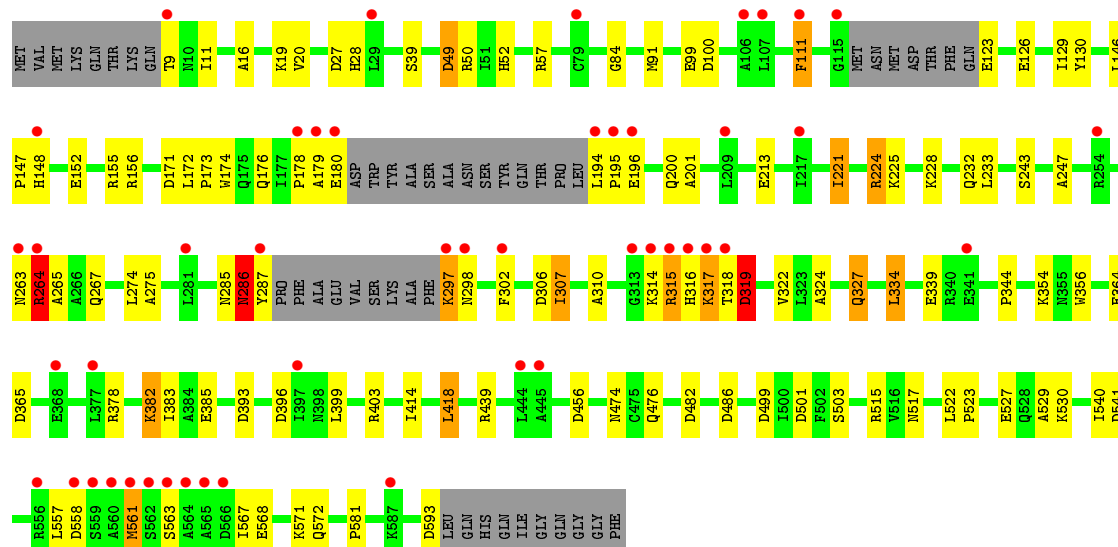 MET VAL MET LYS GLN THR LYS GLN T9 N10 I11 A16 K19 V20 D27 H28 L29 S39 D49 R50 I51 H52 R57 C79 G84 M91 E99 D100 A106 L107 F111 G115 MET ASN MET ASP THR PHE GLN E123 E126 I129 Y130 L146
P147 H148 E152 R155 R156 D171 L172 P173 W174 Q175 Q176 I177 P178 A179 E180 ASP TRP TYR ALA SER ALA ASN SER TYR GLN THR PRO LEU L194 P195 E196 Q200 A201 L209 E213 I217 I221 R224 K225 K228 Q232 L233 S243 A247 R254
N263 R264 A265 A266 Q267 L274 A275 L281 N285 N286 Y287 PRO PHE ALA GLU VAL SER LYS ALA PHE K297 N298 F302 D306 I307 A310 G313 K314 R315 H316 K317 T318 D319 V322 L323 A324 Q327 L334 E339 R340 E341 P344 K354 N355 W356 E364
D365 E368 L377 R378 K382 I383 A384 E385 D393 D396 I397 N398 L399 R403 I414 L418 R439 L444 A445 D456 N474 C475 Q476 D482 D486 D499 I500 D501 F502 S503 R515 V516 N517 L522 P523 E527 Q528 A529 K530 I540 D541
R556 L557 D558 S559 A560 M561 S562 S563 A564 A565 D566 I567 E568 K571 Q572 P581 K587 D593 LEU GLN HIS GLN ILE GLY GLN GLY GLY PHE